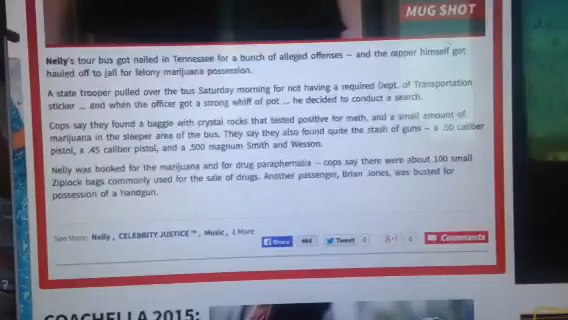 MUG SHOT
Nelly's tour bus got nailed in Tennessee for a bunch of alleged offenses -- and the rapper himself got
hauled off to jail for felony marijuana possession.
A state trooper pulled over the bus Saturday morning for not having a required Dept. of Transportation
sticker ... and when the officer got a strong whiff of pot ... he decided to conduct a search.
Cops say they found a baggie with crystal rocks that tested positive for meth, and a small amount of
marijuana in the sleeper area of the bus. They say they also found quite the stash of guns -- a .50 caliber
pistol, a .45 caliber pistol, and a .500 magnum Smith and Wesson.
Nelly was booked for the marijuana and for drug paraphernalia -- cops say there were about 100 small
Ziplock bags commonly used for the sale of drugs. Another passenger, Brian Jones, was busted for
possession of a handgun.
See More: Nelly, CELEBRITY JUSTICE™, Music, 1 More
Share 466 Tweet 0 g+1 0 Comments
COACHELLA 2015: